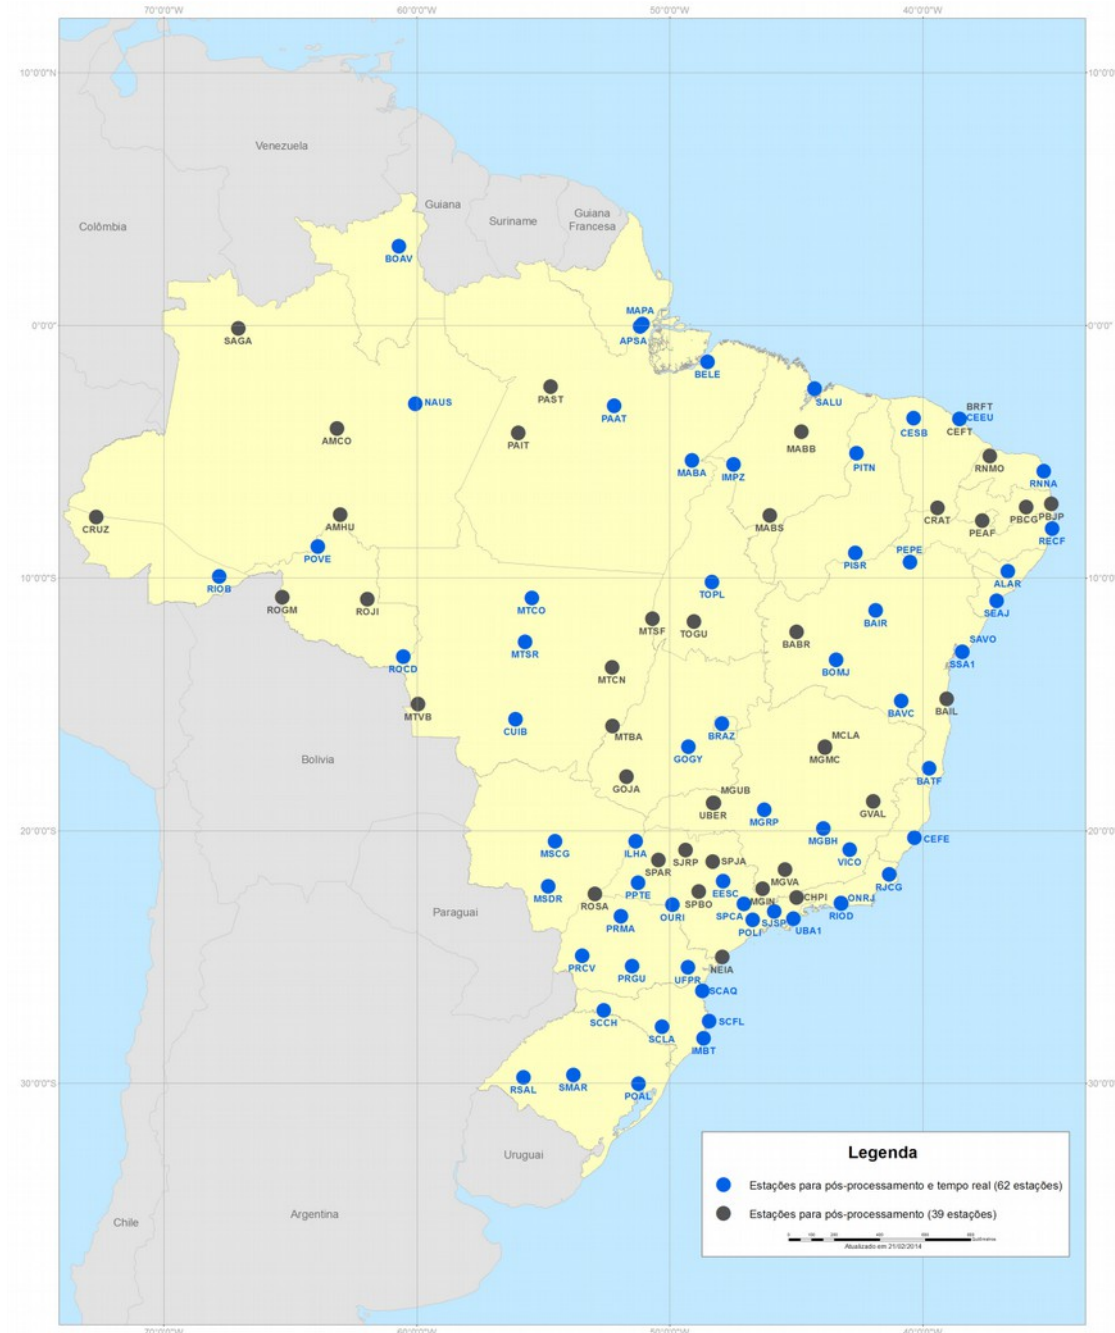 70°0'0"W 60°0'0"W 50°0'0"W 40°0'0"W
10°0'0"N 10°0'0
Venezuela
Guiana
Colômbia
Suriname
Guiana
Francesa
BOAV
MAPA
0°0'0" 0°0'0"
SAGA
APSA
BELE
PAST
NAUS
SALU
BRFT
PAAT
CEEU
CESB
CEFT
AMCO
PAIT
MABB
RNMO
PITN
MABA
IMPZ
RNNA
CRUZ
AMHU
MABS
CRAT
PEAF
PBCG
PBJP
RECF
POVE
PISR
PEPE
RIOB
10°0'0"S 10°0'0
TOPL
ALAR
ROGM
ROJI
MTCO
SEAJ
MTSF
TOGU
BAIR
BABR
SAVO
MTSR
SSA1
ROCD
MTCN
BOMJ
MTVB
BAVC
BAIL
CUIB
MTBA
BRAZ
MCLA
GOGY
MGMC
Bolivia
BATF
GOJA
MGUB
UBER
MGRP
GVAL
20°0'0"S 20°0'0
MSCG
ILHA
MGBH
CEFE
SJRP
SPJA
VICO
SPAR
MGVA
RJCG
MSDR
PPTE
EESC
ROSA
SPBO
MGIN
CHPI
ONRJ
Paraguai
PRMA
OURI
SPCA
SJSP
RIOD
POLI
UBA1
PRCV
PRGU
UFPR
NEIA
SCAQ
SCCH
SCFL
SCLA
IMBT
30°0'0"S 30°0'0
RSAL
SMAR
POAL
Uruguai
Chile
Argentina
Legenda
Estações para pós-processamento e tempo real (62 estações)
Estações para pós-processamento (39 estações)
Atualizado em 21/02/2014
70°0'0"W 60°0'0"W 50°0'0"W 40°0'0"W